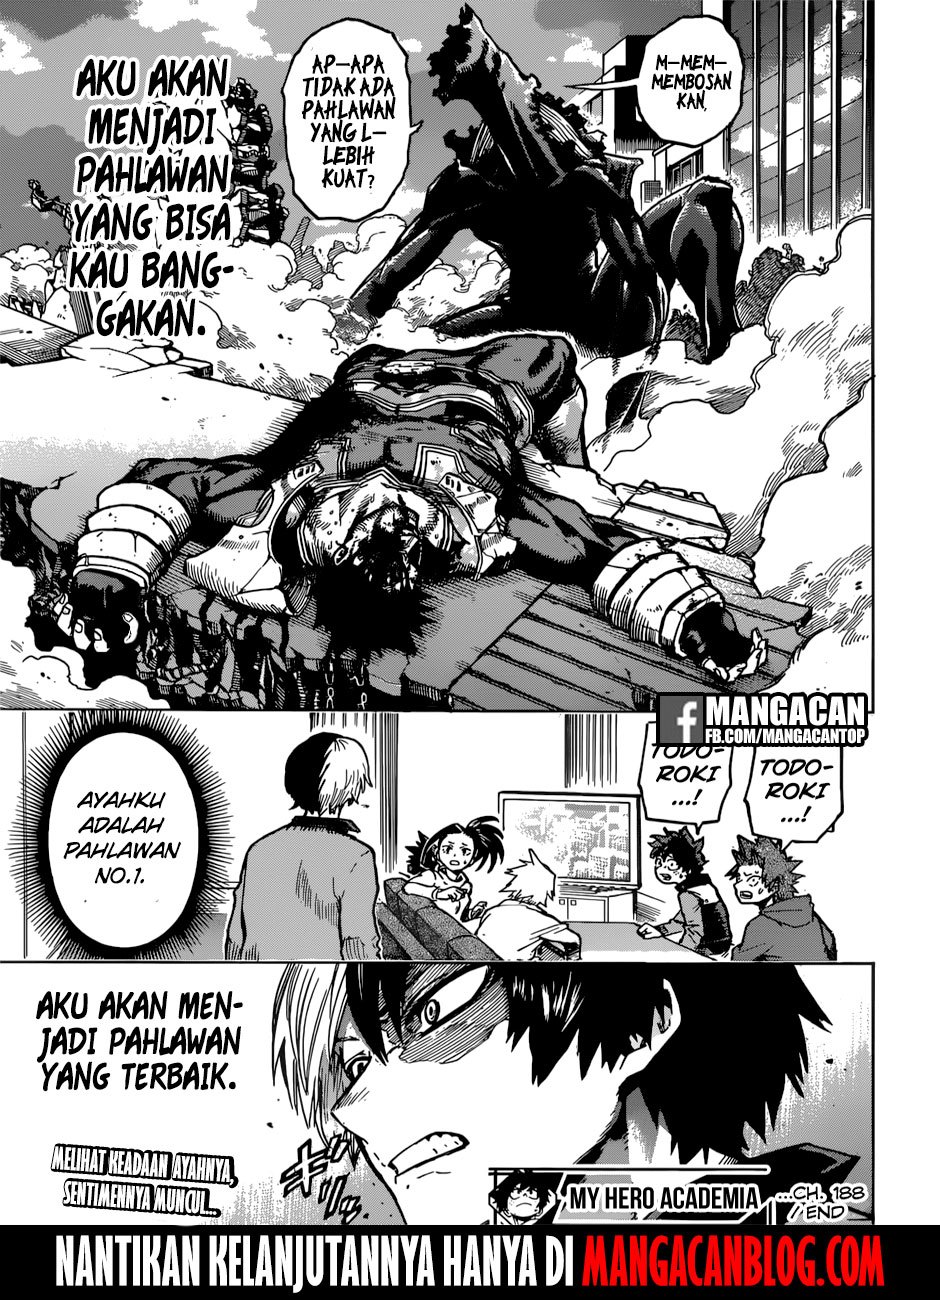 M-MEM-
MEMBOSAN
KAN.
AP-APA
TIDAK ADA
PAHLAWAN
YANG L-
LEBIH
KUAT?
AKU AKAN
MENJADI
PAHLAWAN
YANG BISA
KAU BANG-
GAKAN.
f MANGACAN
FB.COM/MANGACANTOP
TODO-
ROKI
...!
TODO-
ROKI
....!
AYAHKU
ADALAH
PAHLAWAN
NO.1.
AKU AKAN MEN-
JADI PAHLAWAN
YANG TERBAIK.
MELIHAT KEADAAN AYAHNYA,
SENTIMENNYA MUNCUL...
MY HERO ACADEMIA
...CH. 188
/ END
NANTIKAN KELANJUTANNYA HANYA DI MANGACANBLOG.COM